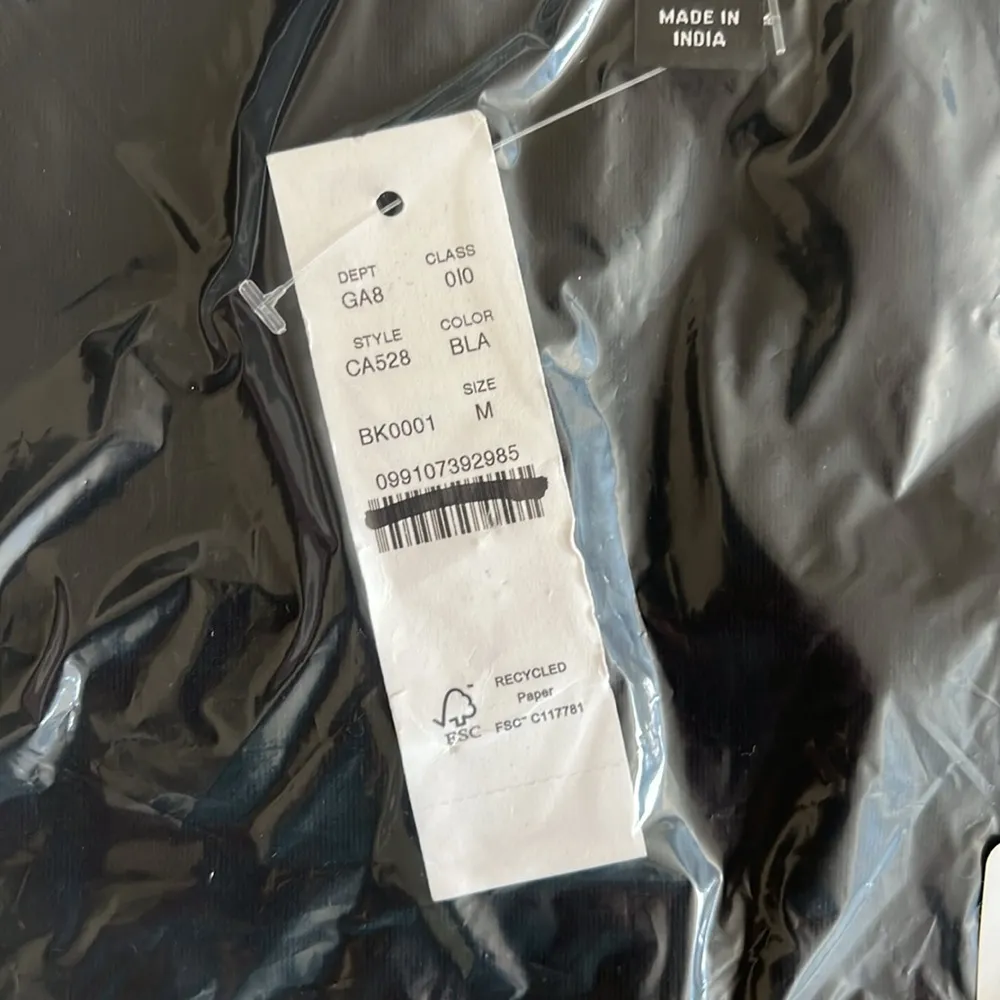 MADE IN
INDIA
DEPT CLASS
GA8 010
STYLE COLOR
CA528 BLA
SIZE
BK0001 M
099107392985
RECYCLED
Paper
FSC™ C117781
FSC